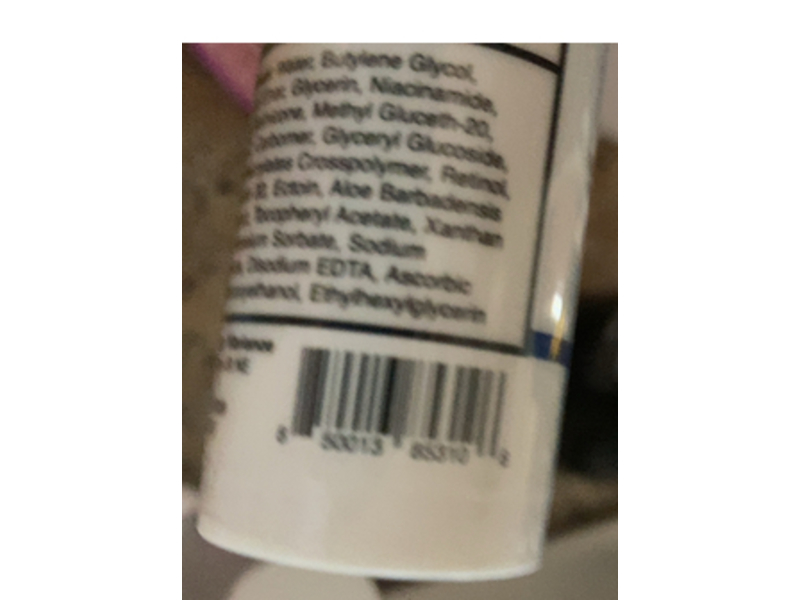 Water, Butylene Glycol,
Glycerin, Niacinamide,
Methyl Gluceth-20,
Carbomer, Glyceryl Glucoside,
Crosspolymer, Retinol,
Ectoin, Aloe Barbadensis
Tocopheryl Acetate, Xanthan
Sorbate, Sodium
Disodium EDTA, Ascorbic
Ethylhexylglycerin
8 50013 85310